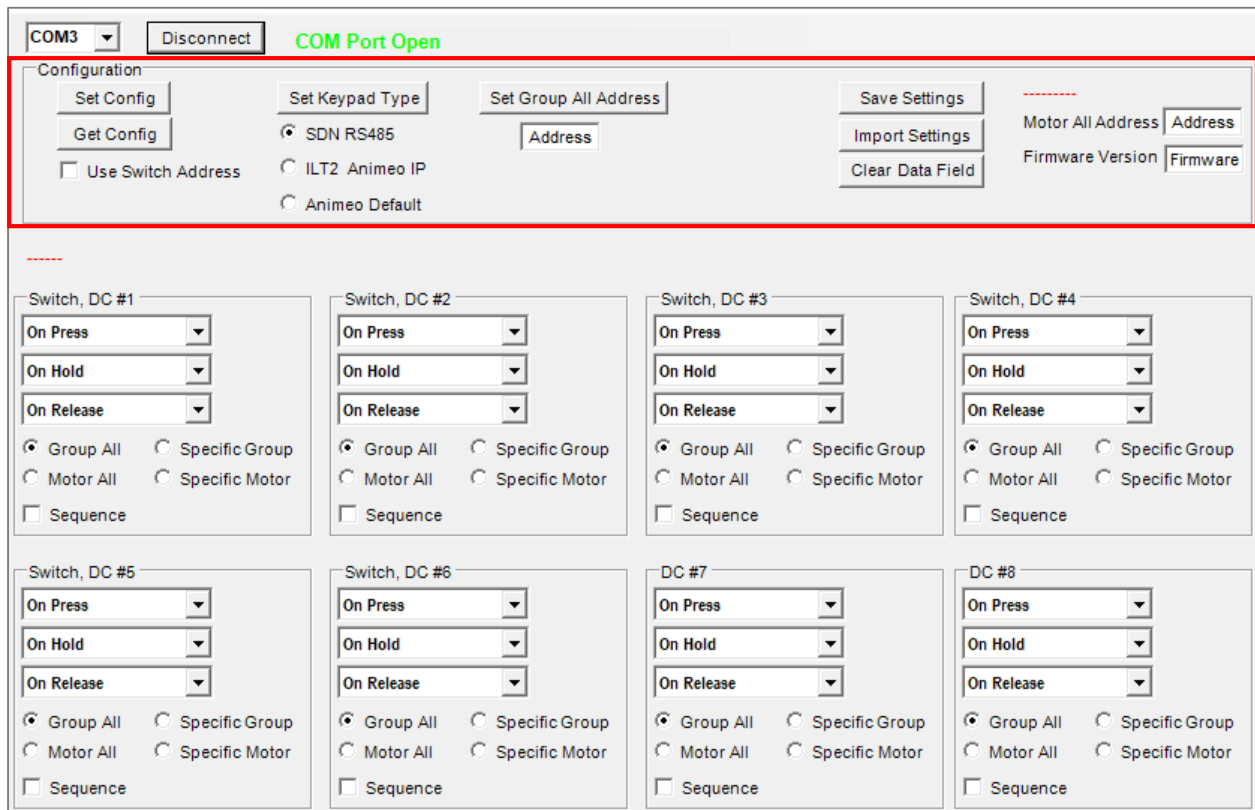 COM3 Disconnect COM Port Open
Configuration
Set Config Set Keypad Type Set Group All Address Save Settings ---------
Get Config SDN RS485 Address Import Settings Motor All Address Address
Use Switch Address ILT2 Animeo IP Clear Data Field Firmware Version Firmware
Animeo Default
------
Switch, DC #1 Switch, DC #2 Switch, DC #3 Switch, DC #4
On Press On Press On Press On Press
On Hold On Hold On Hold On Hold
On Release On Release On Release On Release
Group All Specific Group Group All Specific Group Group All Specific Group Group All Specific Group
Motor All Specific Motor Motor All Specific Motor Motor All Specific Motor Motor All Specific Motor
Sequence Sequence Sequence Sequence
Switch, DC #5 Switch, DC #6 DC #7 DC #8
On Press On Press On Press On Press
On Hold On Hold On Hold On Hold
On Release On Release On Release On Release
Group All Specific Group Group All Specific Group Group All Specific Group Group All Specific Group
Motor All Specific Motor Motor All Specific Motor Motor All Specific Motor Motor All Specific Motor
Sequence Sequence Sequence Sequence